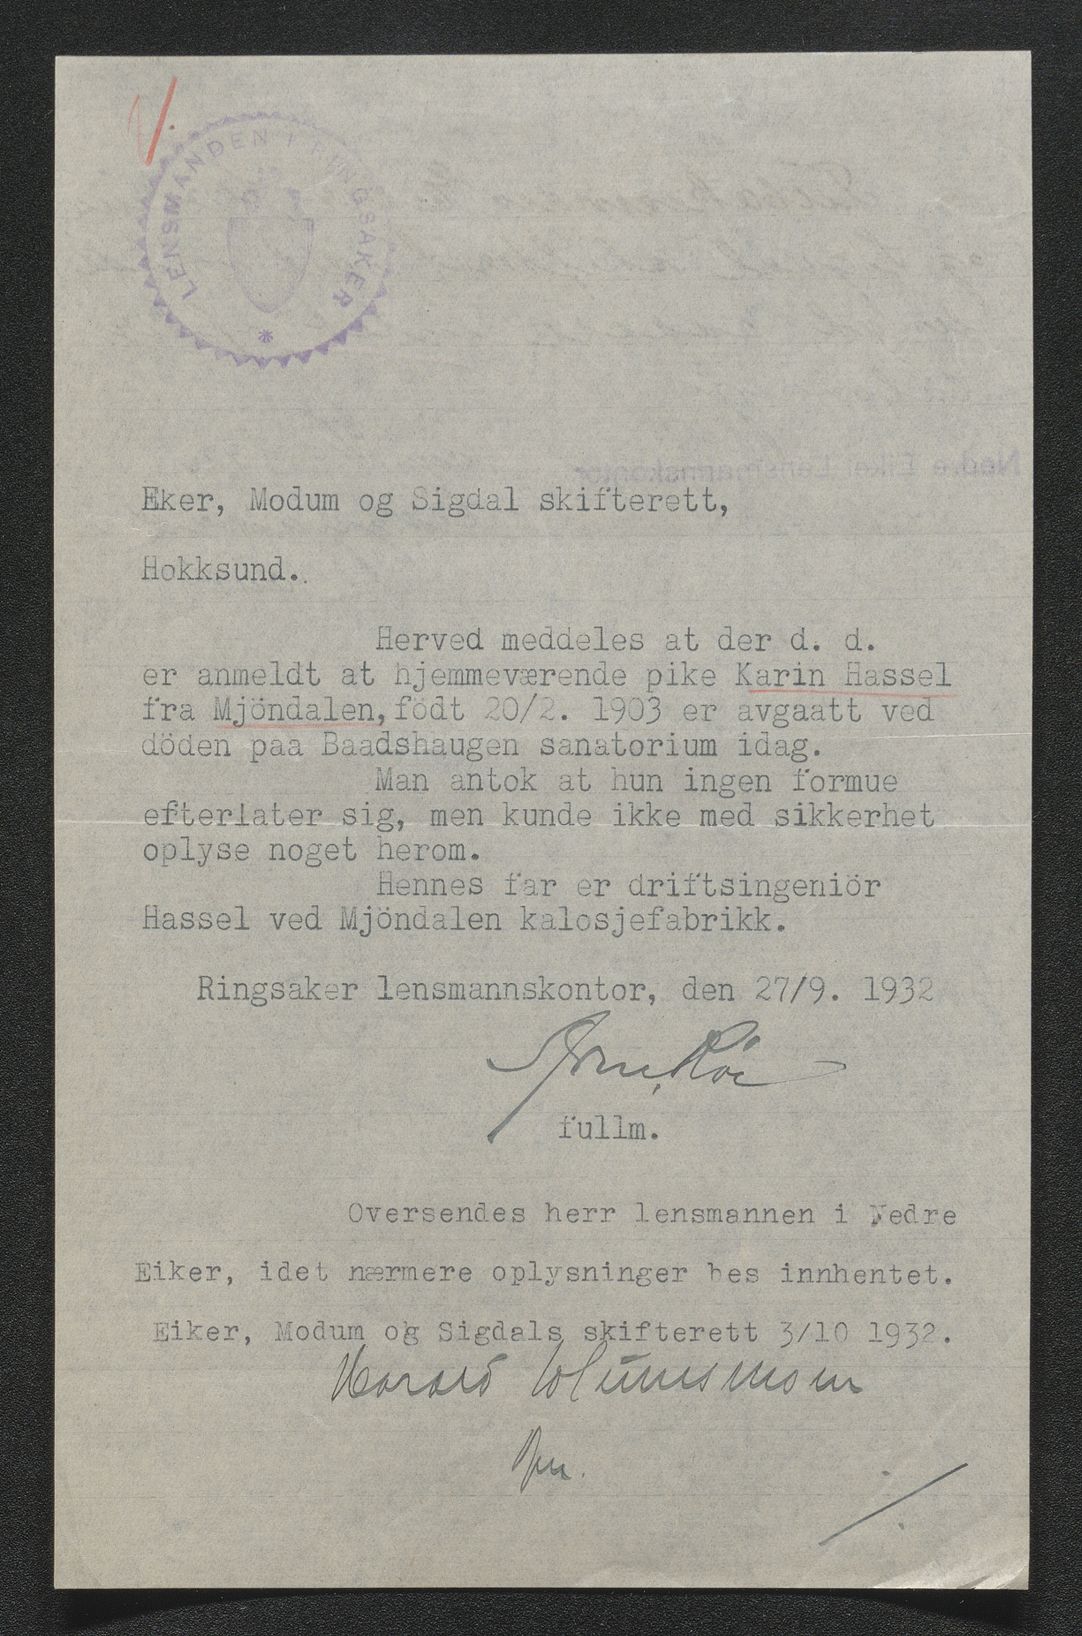 V.
LENSMANDEN I RINGSAKER
Eker, Modum og Sigdal skifterett,
Hokksund..
Herved meddeles at der d. d.
er anmeldt at hjemmeværende pike Karin Hassel
fra Mjöndalen, födt 20/2. 1903 er avgaatt ved
döden paa Baadshaugen sanatorium idag.
Man antok at hun ingen formue
efterlater sig, men kunde ikke med sikkerhet
oplyse noget herom.
Hennes far er driftsingeniör
Hassel ved Mjöndalen kalosjefabrikk.
Ringsaker lensmannskontor, den 27/9. 1932
fullm.
Oversendes herr lensmannen i Nedre
Eiker, idet nærmere oplysninger bes innhentet.
Eiker, Modum og Sigdals skifterett 3/10 1932.
Harald